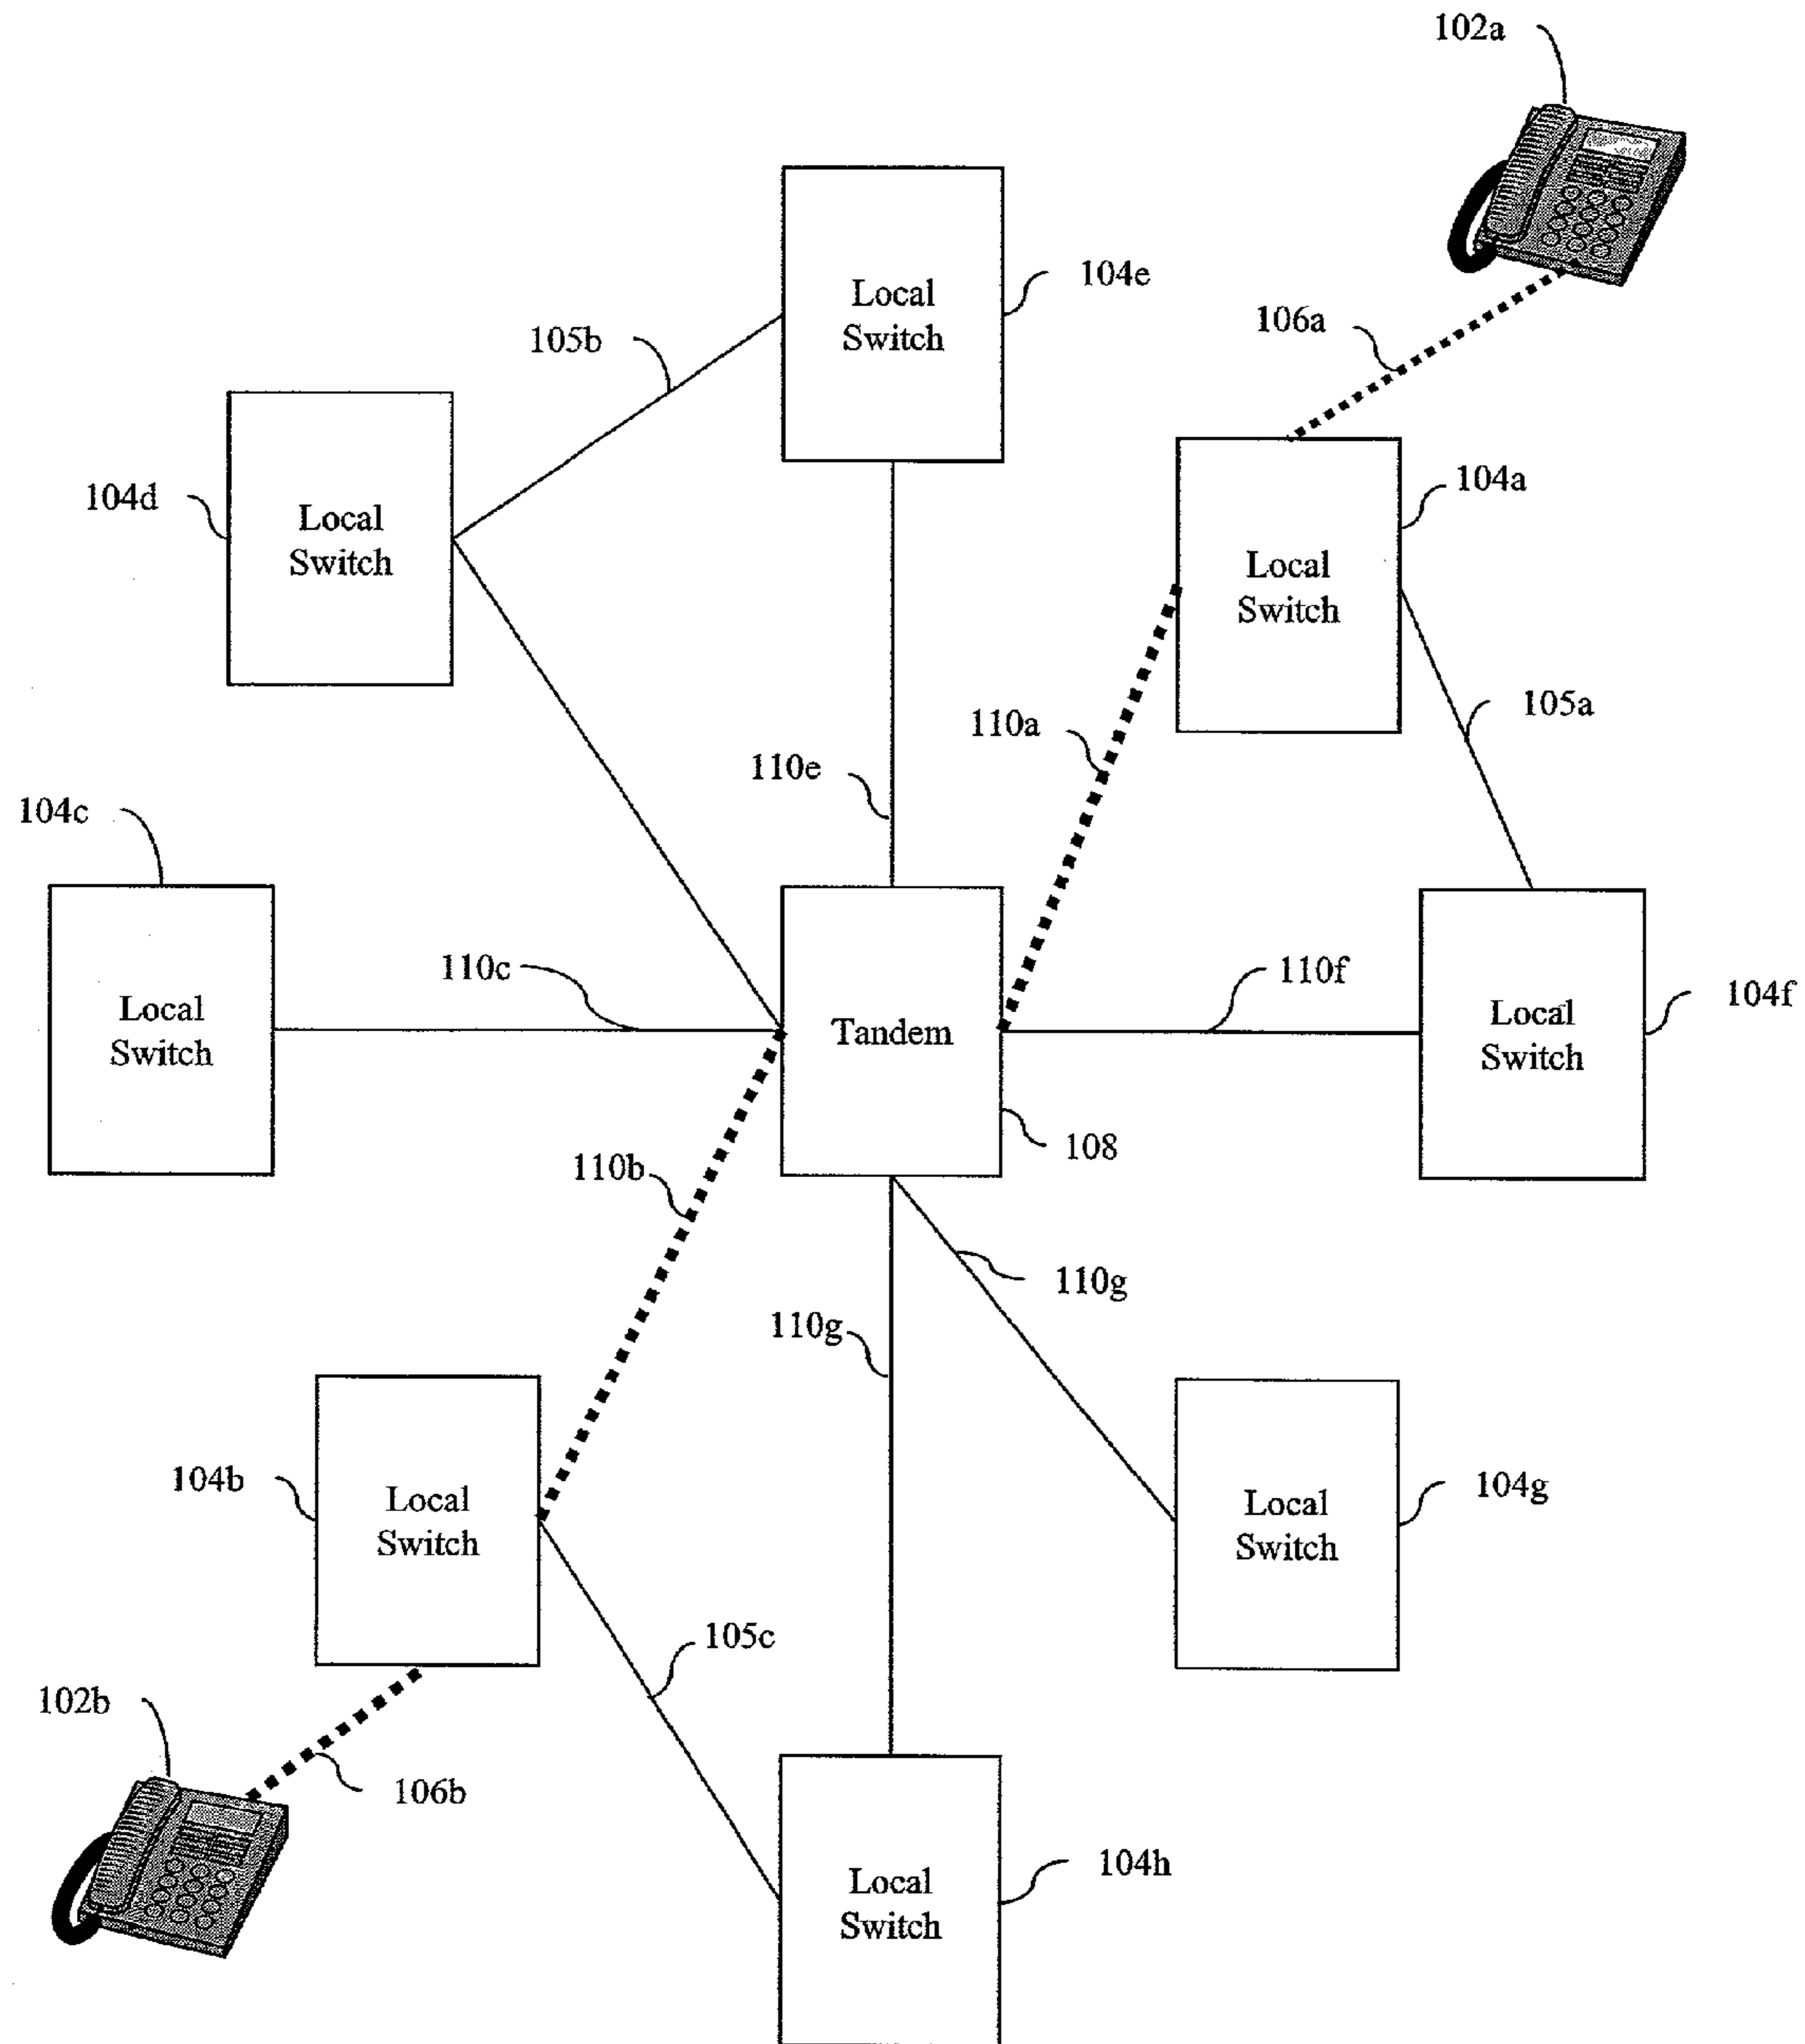 102a
104e
Local
Switch
106a
105b
104d
Local
Switch
104a
Local
Switch
105a
110a
110e
104c
110c
110f
104f
Local
Switch
Tandem
Local
Switch
108
110b
110g
110g
104b
Local
Switch
104g
Local
Switch
105c
102b
106b
104h
Local
Switch